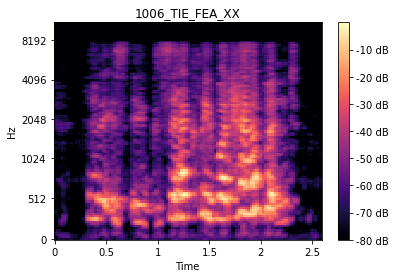 1006_TIE_FEA_XX
8192
4096
2048
1024
512
0
Hz
0
0.5
1
1.5
2
2.5
Time
-10 dB
-20 dB
-30 dB
-40 dB
-50 dB
-60 dB
-70 dB
-80 dB